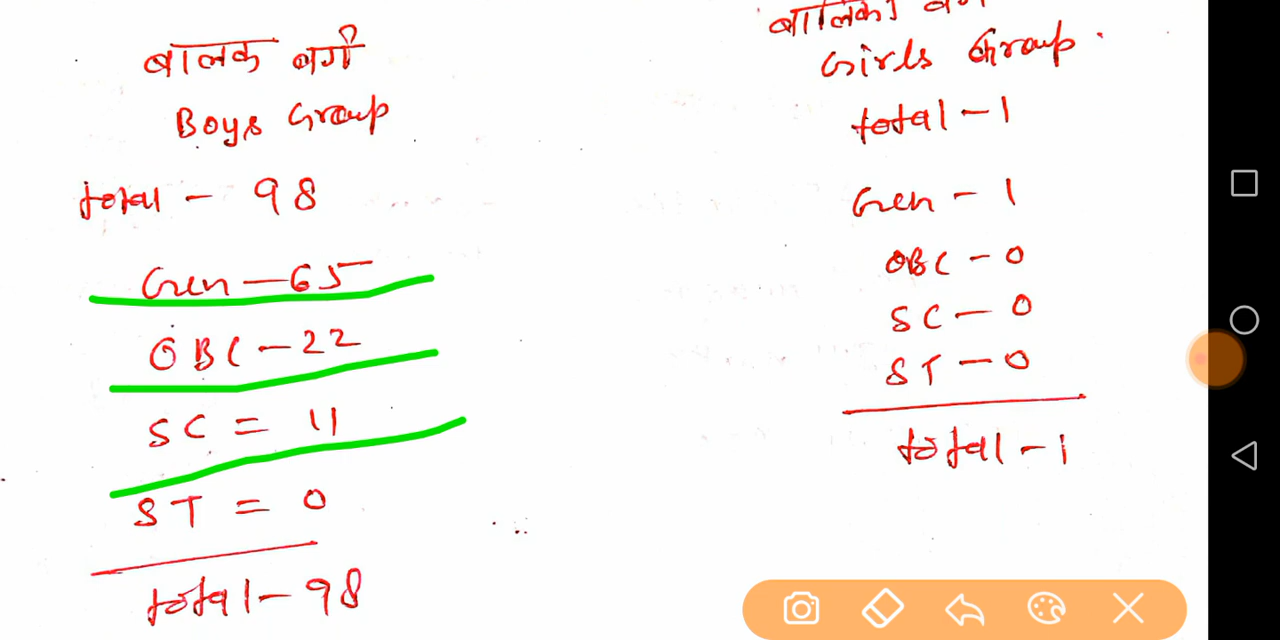 बालक वर्ग
Boys Group
total - 98
Gen - 65
OBC - 22
SC = 11
ST = 0
total - 98
बालिका वर्ग
Girls Group
total - 1
Gen - 1
OBC - 0
SC - 0
ST - 0
total - 1